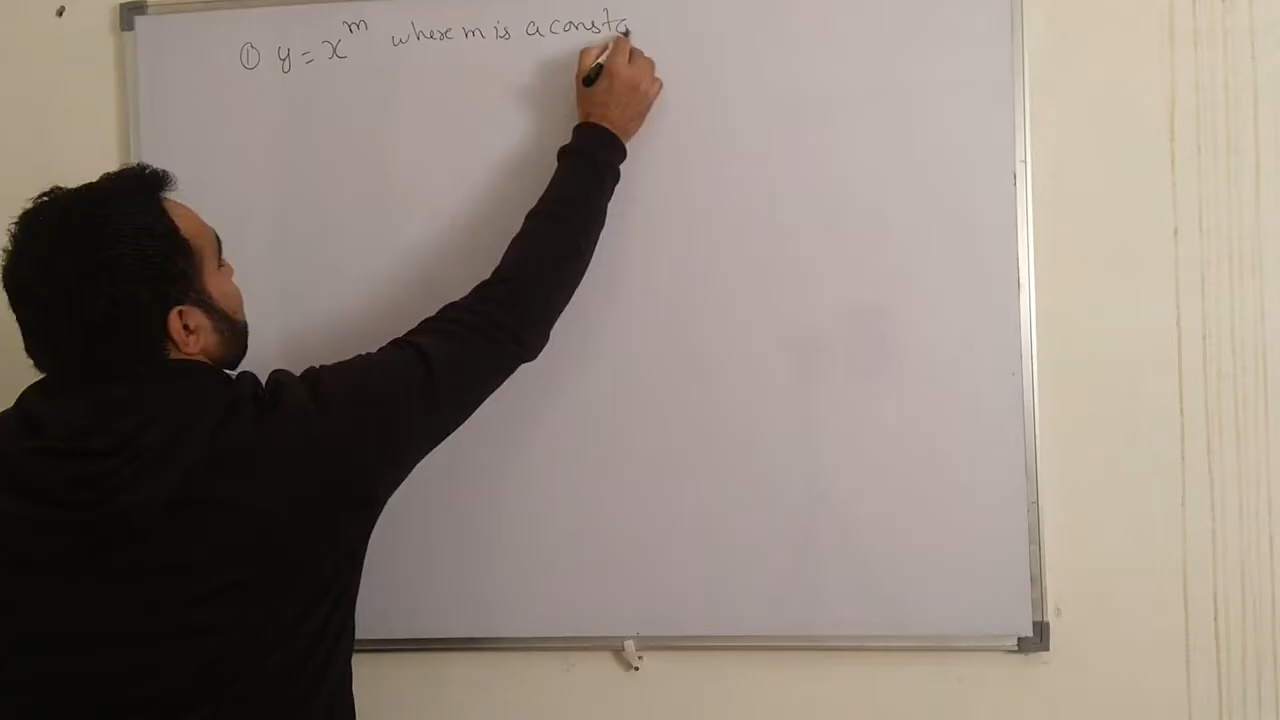 ① y = x^m where m is a consta